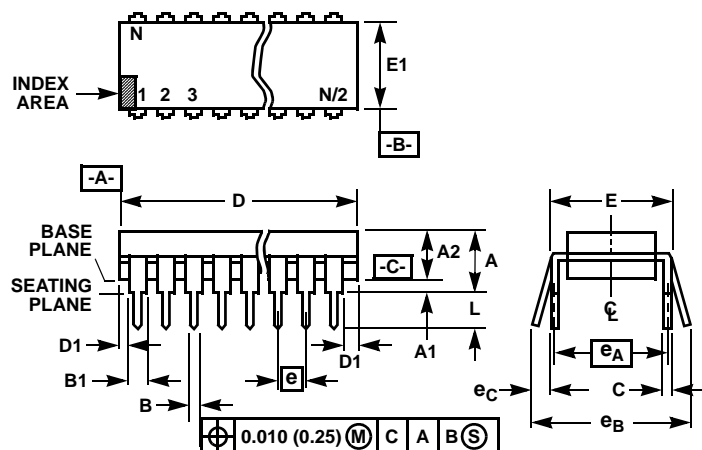 N
INDEX
AREA
1 2 3 N/2
E1
-B-
-A-
D
E
BASE
PLANE
A2
A
-C-
SEATING
PLANE
L
C L
D1
A1
D1
e
eA
B1
eC
C
B
eB
⌖ 0.010 (0.25) Ⓜ C A B Ⓢ